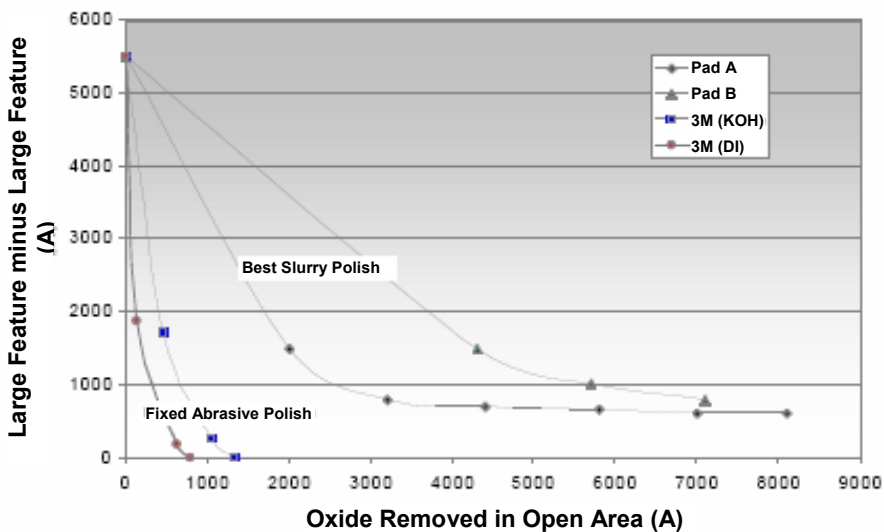 Large Feature minus Large Feature
(A)
6000
5000
4000
3000
2000
1000
0
Pad A
Pad B
3M (KOH)
3M (DI)
Best Slurry Polish
Fixed Abrasive Polish
0 1000 2000 3000 4000 5000 6000 7000 8000 9000
Oxide Removed in Open Area (A)